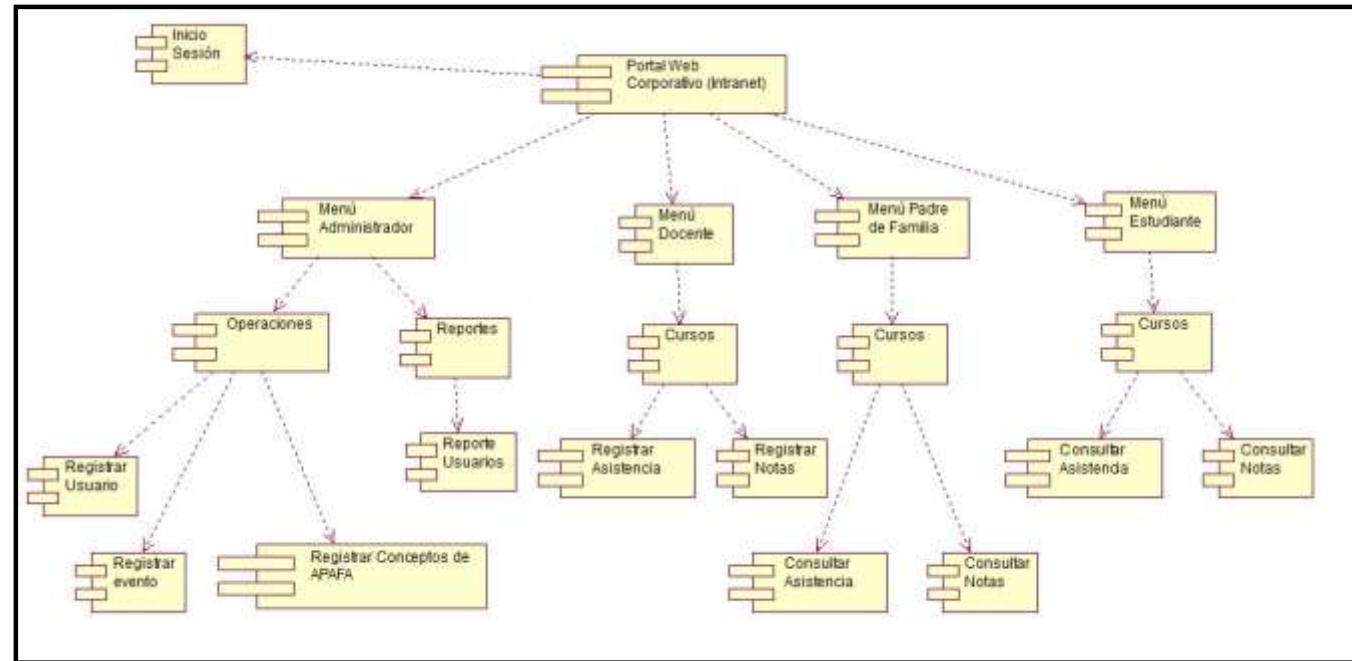 Inicio
Sesión
Portal Web
Corporativo (Intranet)
Menú
Administrador
Menú
Docente
Menú Padre
de Familia
Menú
Estudiante
Operaciones
Reportes
Cursos
Cursos
Cursos
Registrar
Usuario
Reporte
Usuarios
Registrar
Asistencia
Registrar
Notas
Consultar
Asistencia
Consultar
Notas
Registrar
evento
Registrar Conceptos de
APAFA
Consultar
Asistencia
Consultar
Notas